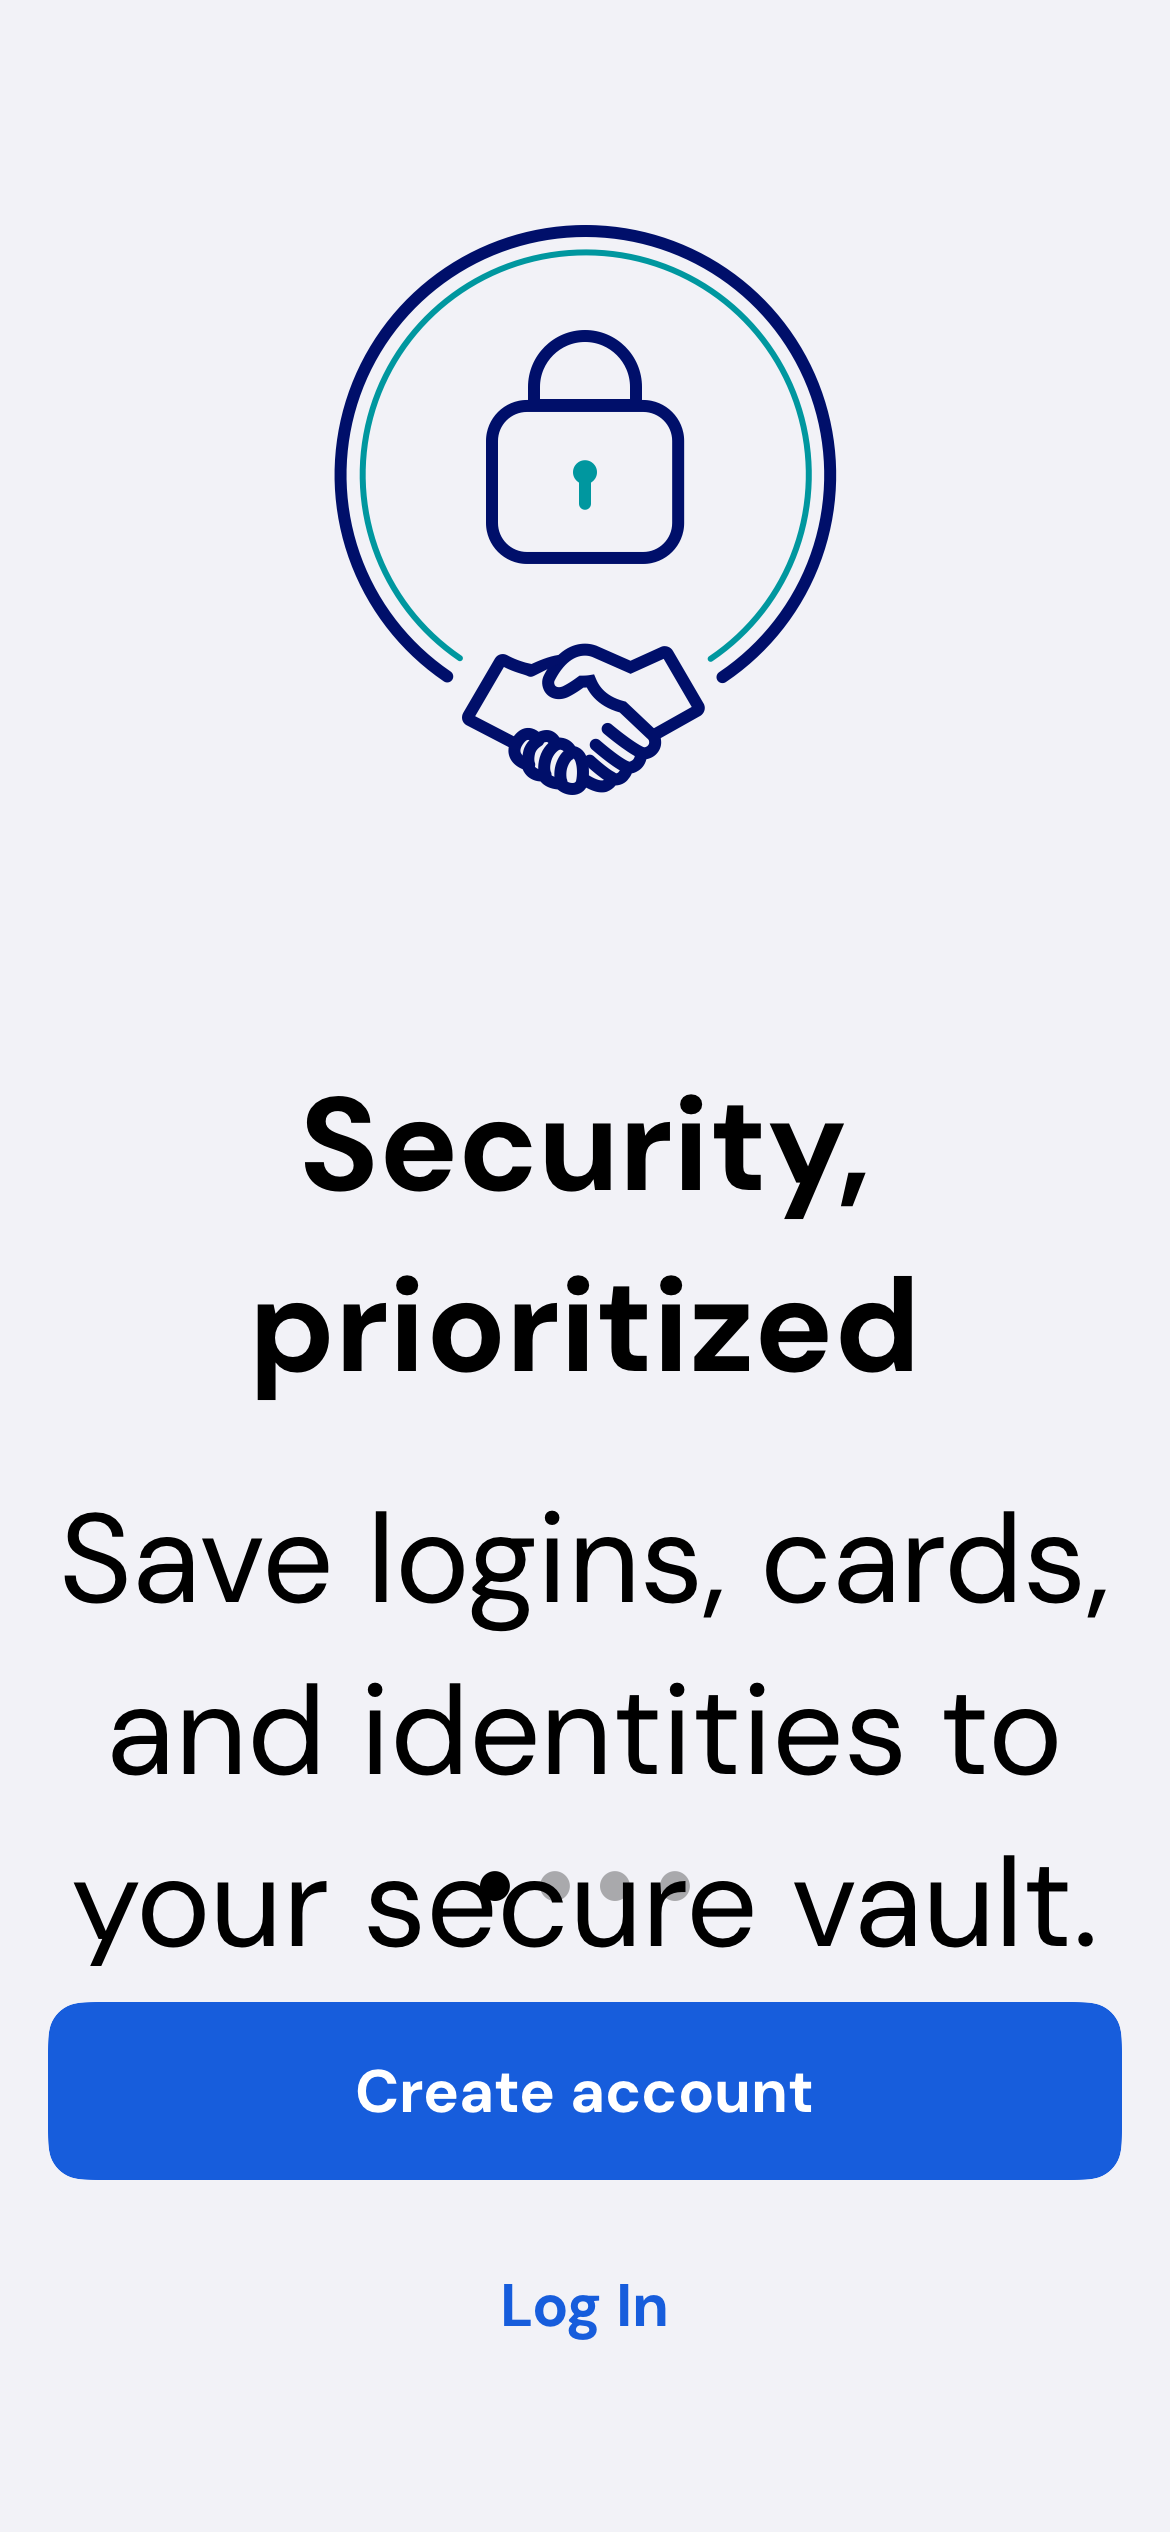 Security,
prioritized
Save logins, cards,
and identities to
your secure vault.
Create account
Log In